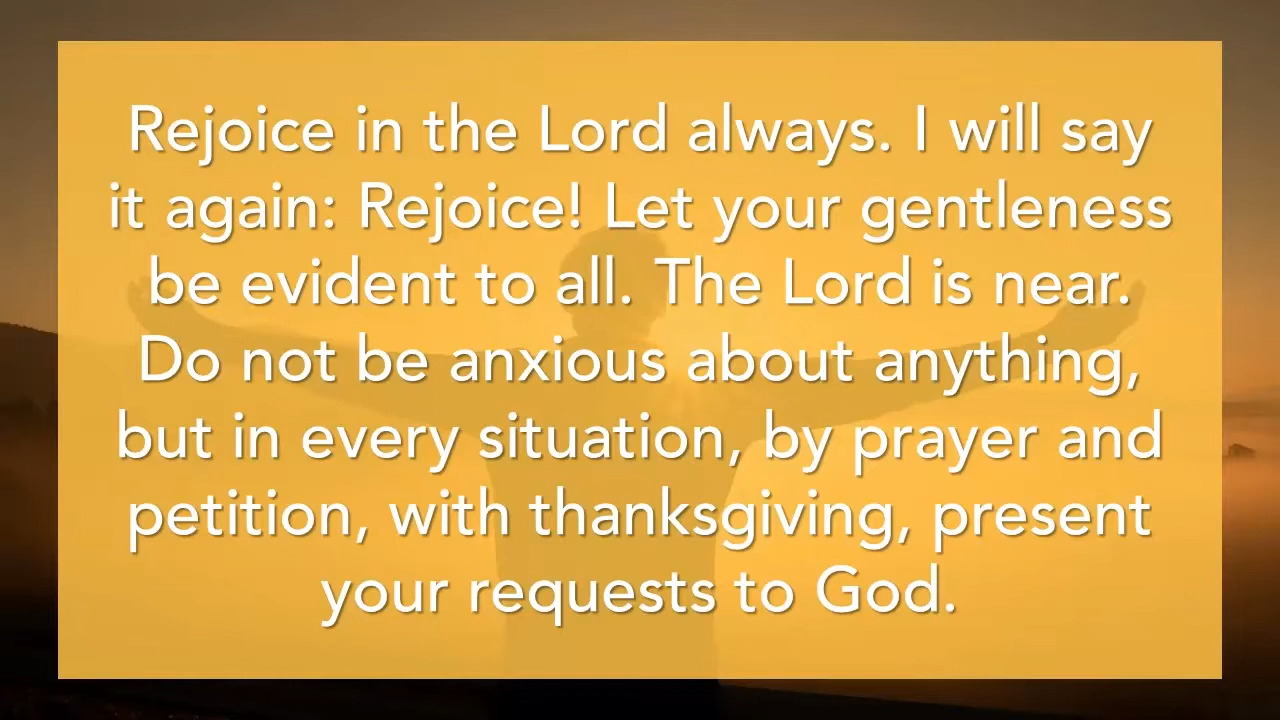 Rejoice in the Lord always. I will say
it again: Rejoice! Let your gentleness
be evident to all. The Lord is near.
Do not be anxious about anything,
but in every situation, by prayer and
petition, with thanksgiving, present
your requests to God.